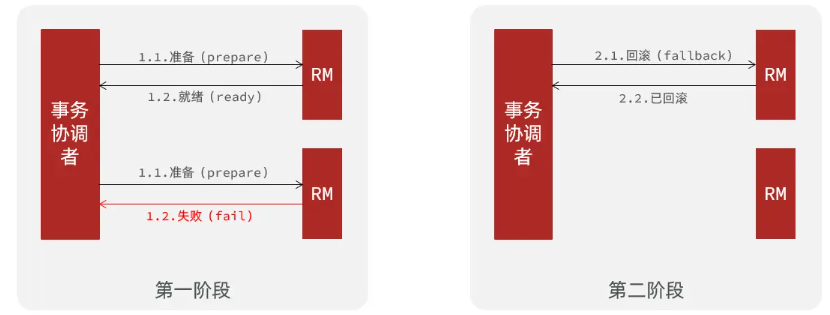 事务
协调
者
1.1.准备（prepare）
RM
1.2.就绪（ready）
1.1.准备（prepare）
RM
1.2.失败（fail）
第一阶段
事务
协调
者
2.1.回滚（fallback）
RM
2.2.已回滚
RM
第二阶段